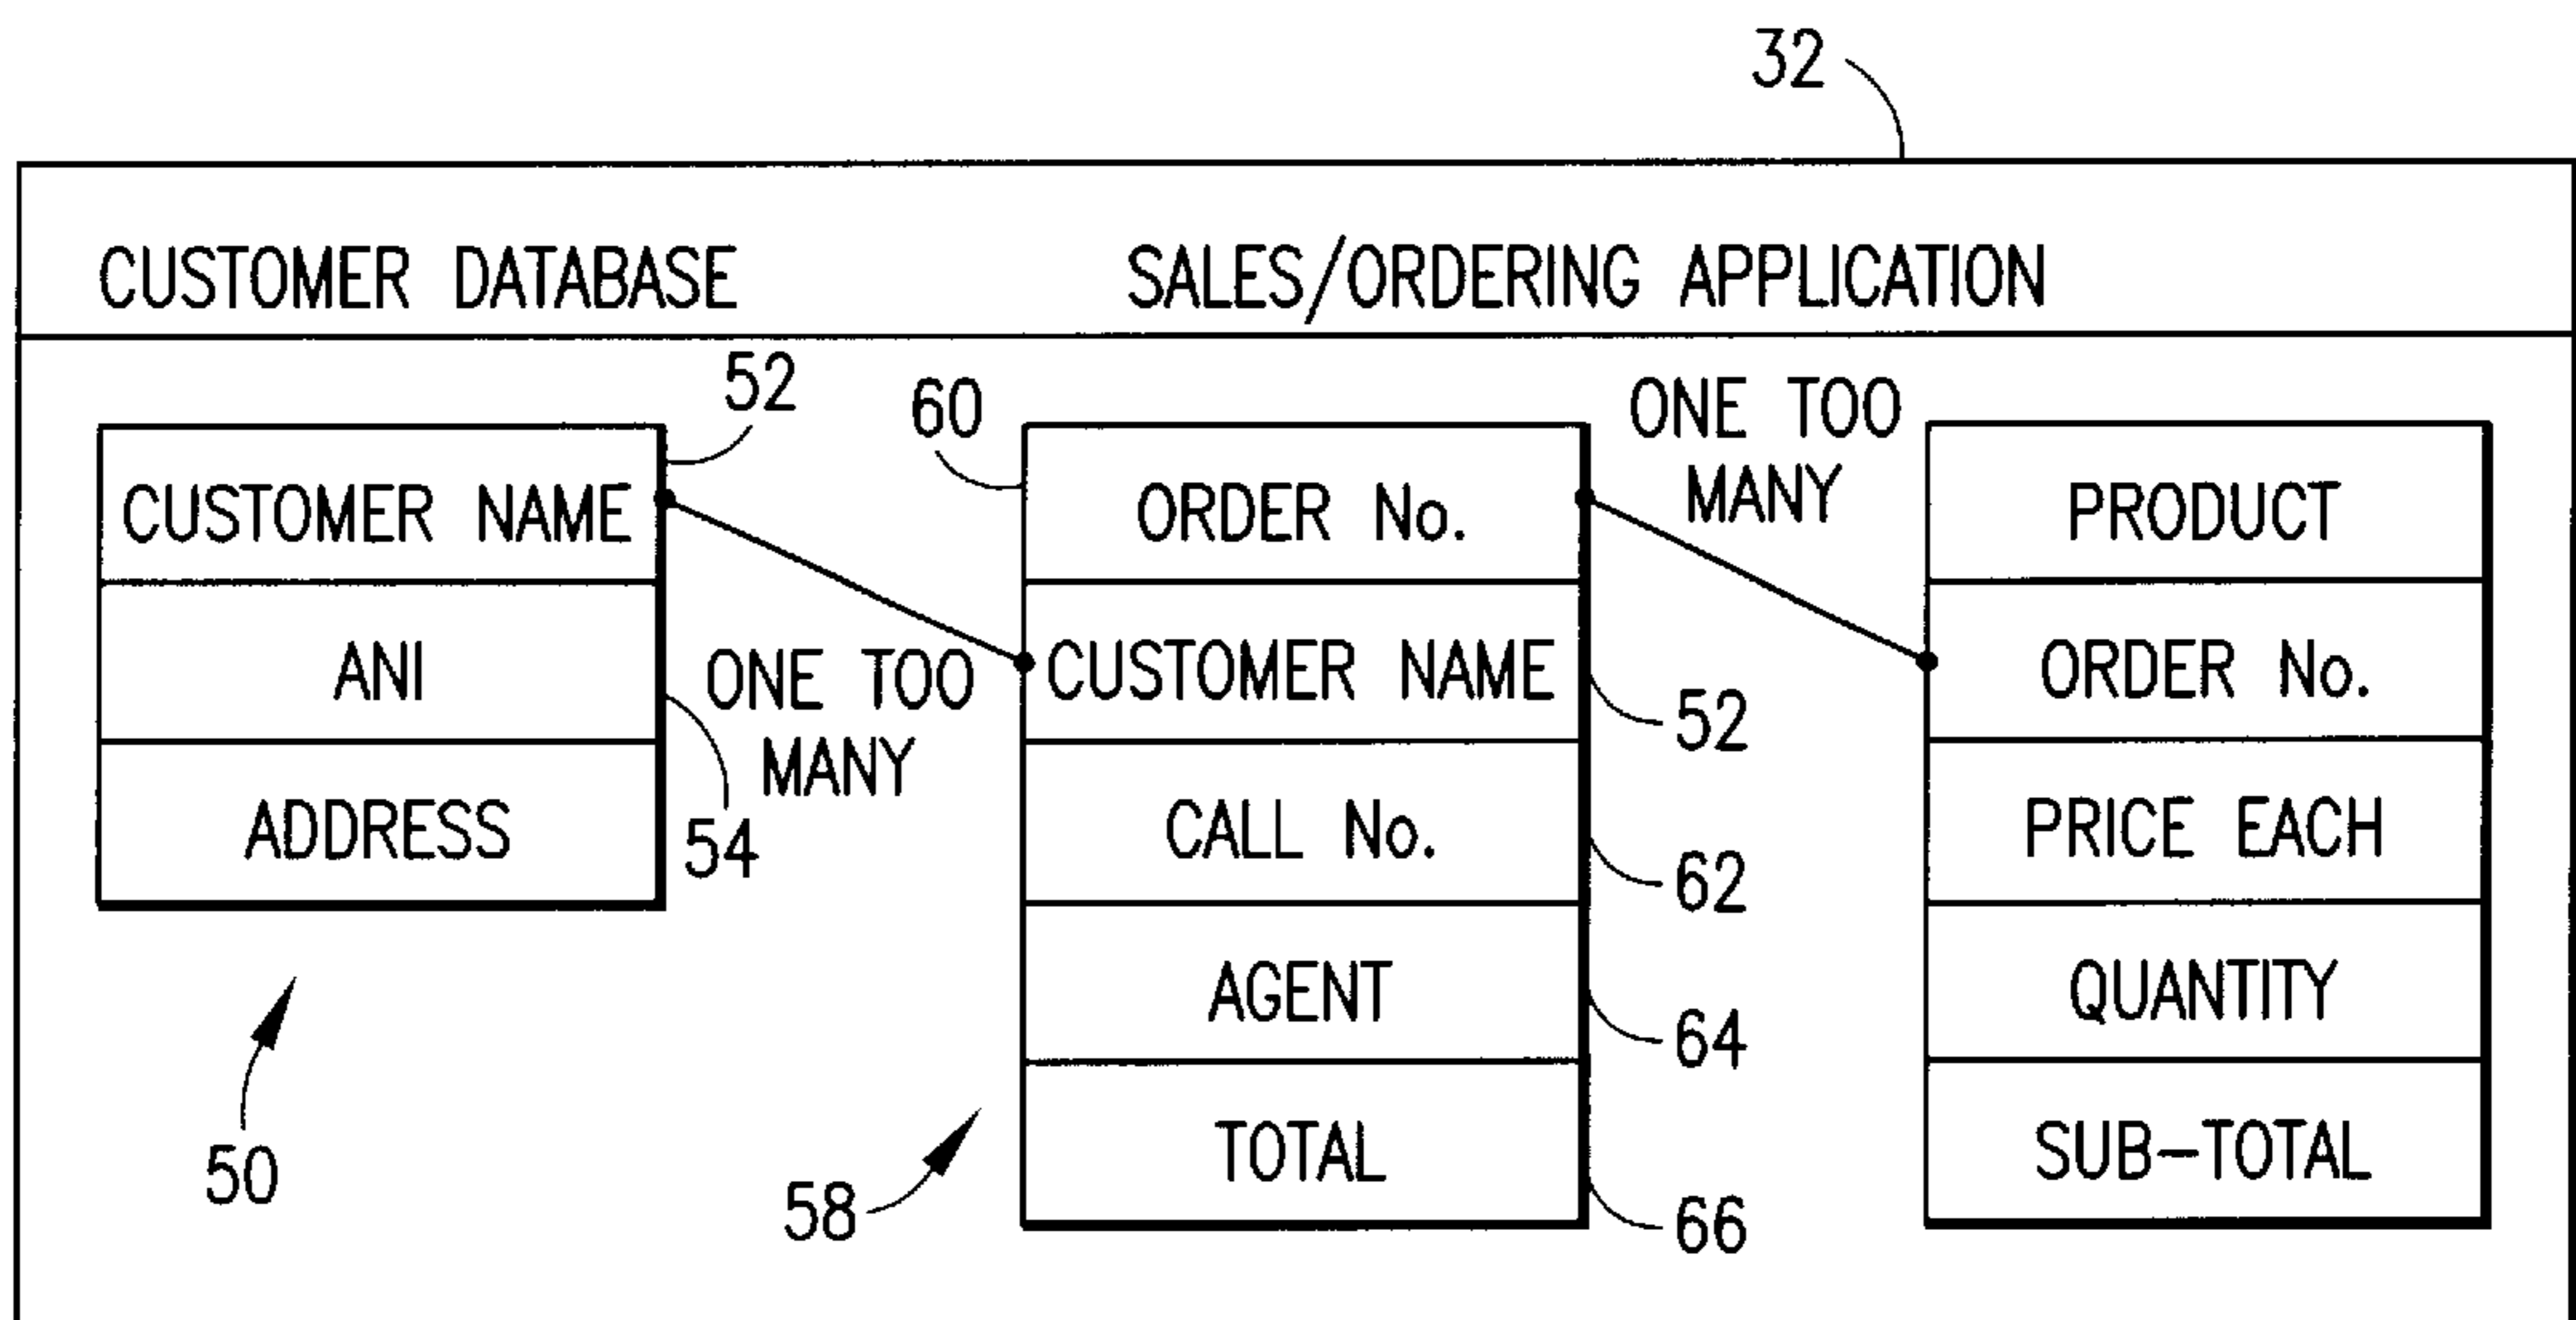 32
CUSTOMER DATABASE
SALES/ORDERING APPLICATION
52
60
ONE TOO
MANY
CUSTOMER NAME
ANI
ADDRESS
ONE TOO
MANY
54
50
ORDER No.
CUSTOMER NAME
CALL No.
AGENT
TOTAL
52
62
64
66
58
PRODUCT
ORDER No.
PRICE EACH
QUANTITY
SUB-TOTAL